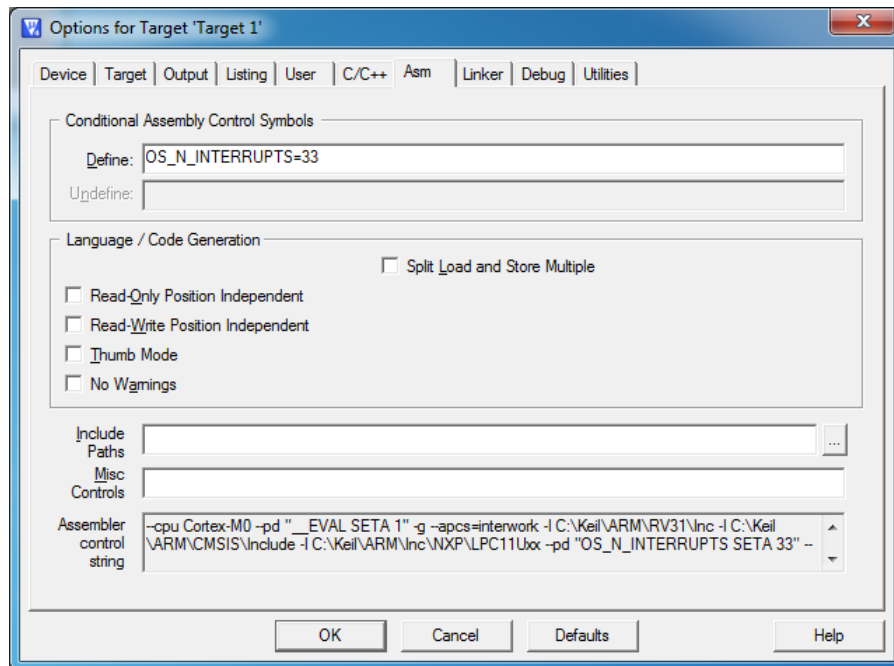 Options for Target 'Target 1'
Device Target Output Listing User C/C++ Asm Linker Debug Utilities
Conditional Assembly Control Symbols
Define: OS_N_INTERRUPTS=33
Undefine:
Language / Code Generation
Split Load and Store Multiple
Read-Only Position Independent
Read-Write Position Independent
Thumb Mode
No Warnings
Include
Paths
...
Misc
Controls
Assembler
control
string
--cpu Cortex-M0 --pd "__EVAL SETA 1" -g --apcs=interwork -I C:\Keil\ARM\RV31\Inc -I C:\Keil
\ARM\CMSIS\Include -I C:\Keil\ARM\Inc\NXP\LPC11Uxx --pd "OS_N_INTERRUPTS SETA 33" --
OK Cancel Defaults Help